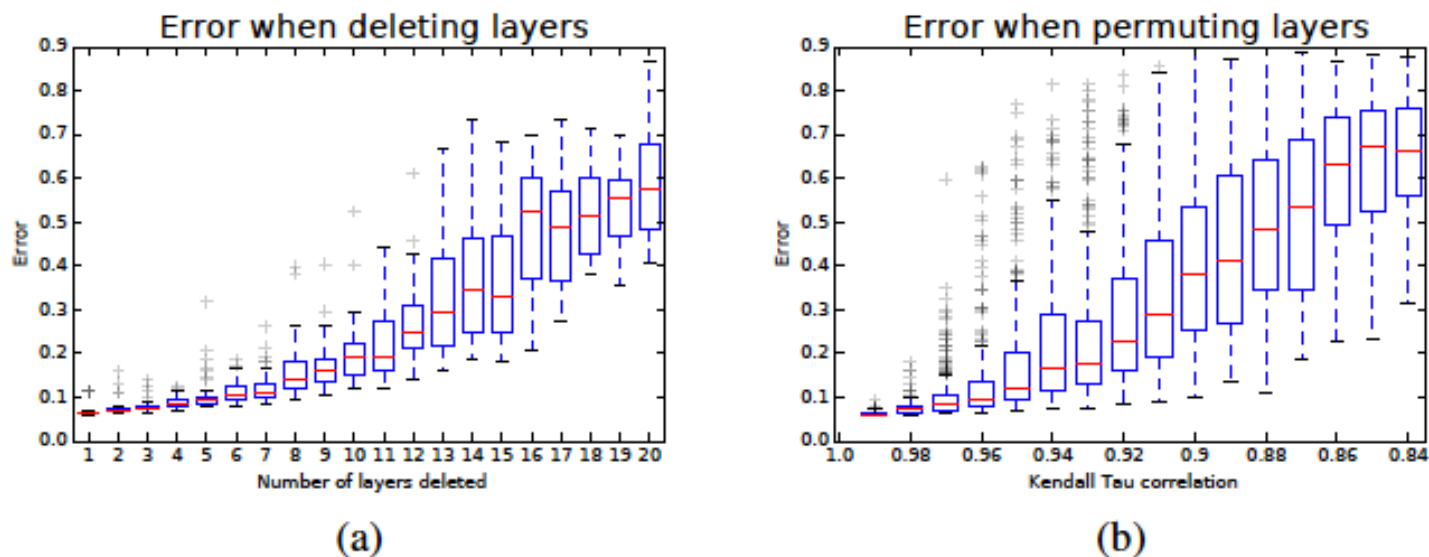 Error when deleting layers
0.9
0.8
0.7
0.6
0.5
0.4
0.3
0.2
0.1
0.0
Error
1 2 3 4 5 6 7 8 9 10 11 12 13 14 15 16 17 18 19 20
Number of layers deleted
(a)
Error when permuting layers
0.9
0.8
0.7
0.6
0.5
0.4
0.3
0.2
0.1
0.0
Error
1.0 0.98 0.96 0.94 0.92 0.9 0.88 0.86 0.84
Kendall Tau correlation
(b)